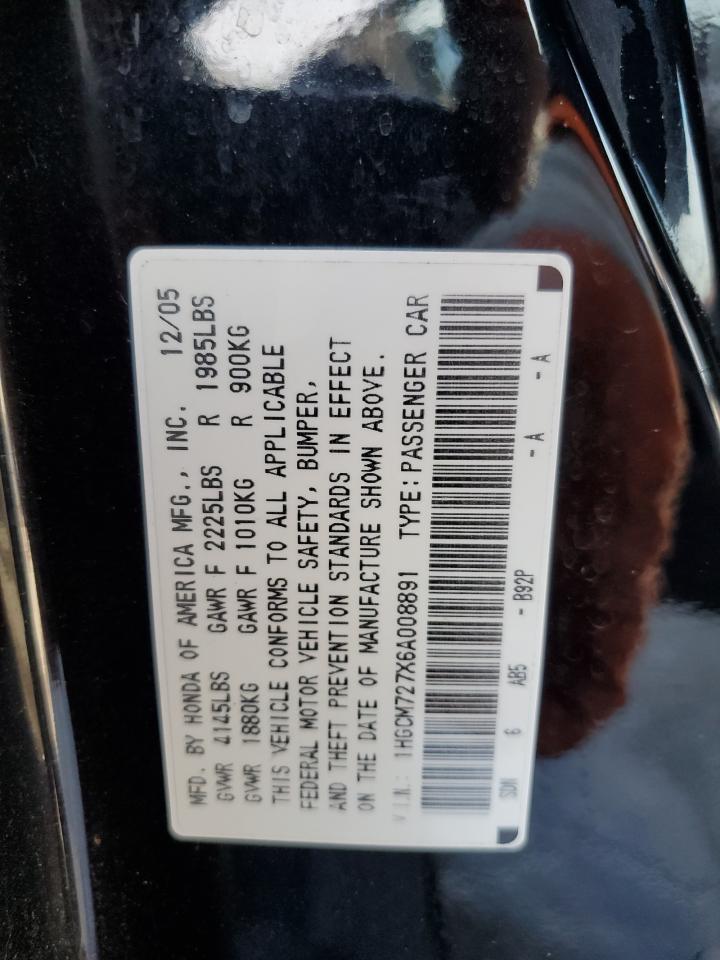 MFD. BY HONDA OF AMERICA MFG., INC. 12/05
GVWR 4145LBS GAWR F 2225LBS R 1985LBS
GVWR 1880KG GAWR F 1010KG R 900KG
THIS VEHICLE CONFORMS TO ALL APPLICABLE
FEDERAL MOTOR VEHICLE SAFETY, BUMPER,
AND THEFT PREVENTION STANDARDS IN EFFECT
ON THE DATE OF MANUFACTURE SHOWN ABOVE.
V.I.N.: 1HGCM727X6A008891 TYPE:PASSENGER CAR
SDN 6 AB5 - B92P - A - A